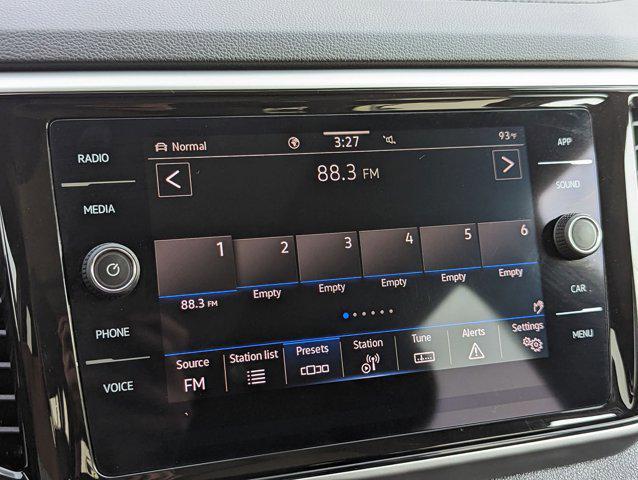 RADIO
MEDIA
PHONE
VOICE
Normal 3:27 93°F
88.3 FM
1 2 3 4 5 6
88.3 FM Empty Empty Empty Empty Empty
Source Station list Presets Station Tune Alerts Settings
FM
APP
SOUND
CAR
MENU